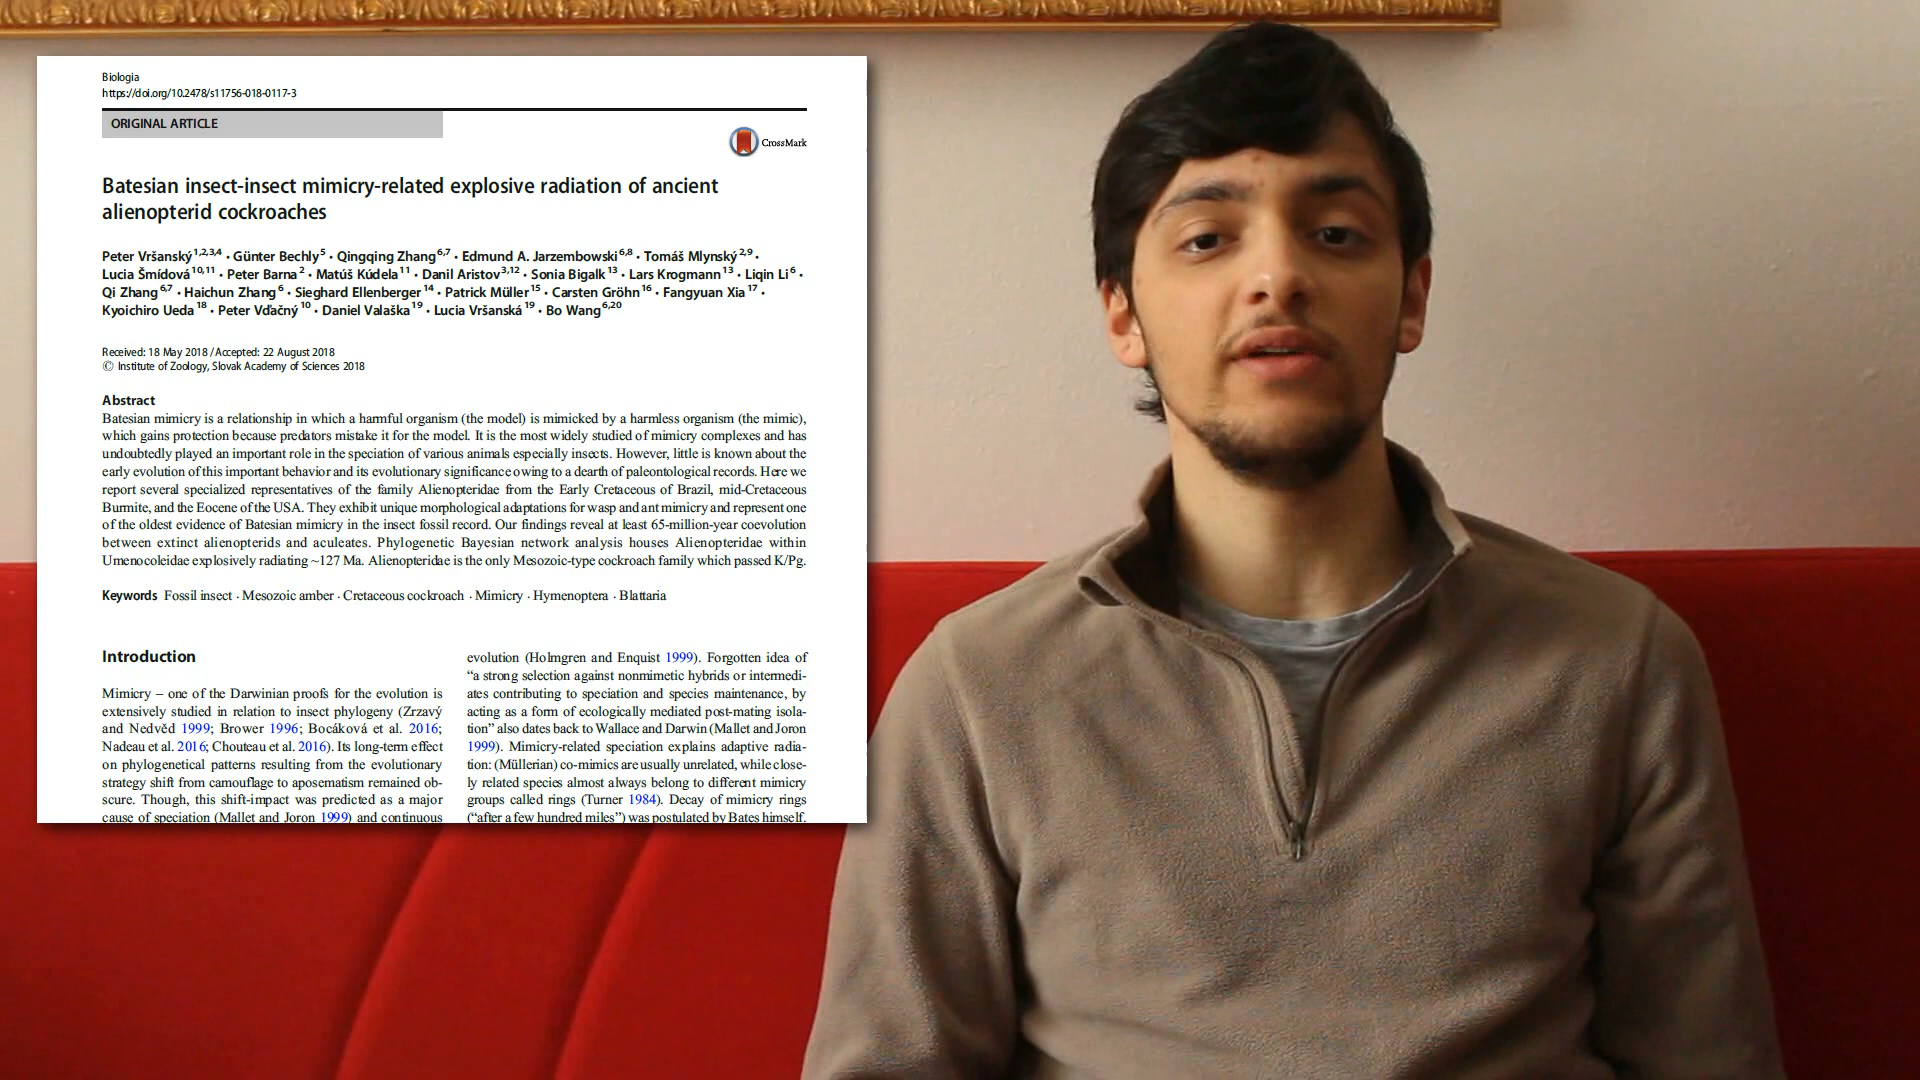 Biologia
https://doi.org/10.2478/s11756-018-0117-3
ORIGINAL ARTICLE
CrossMark
Batesian insect-insect mimicry-related explosive radiation of ancient
alienopterid cockroaches
Peter Vršanský 1,2,3,4 · Günter Bechly 5 · Qingqing Zhang 6,7 · Edmund A. Jarzembowski 6,8 · Tomáš Mlynský 2,9 ·
Lucia Šmídová 10,11 · Peter Barna 2 · Matúš Kúdela 11 · Danil Aristov 3,12 · Sonia Bigalk 13 · Lars Krogmann 13 · Liqin Li 6 ·
Qi Zhang 6,7 · Haichun Zhang 6 · Sieghard Ellenberger 14 · Patrick Müller 15 · Carsten Gröhn 16 · Fangyuan Xia 17 ·
Kyoichiro Ueda 18 · Peter Vďačný 10 · Daniel Valaška 19 · Lucia Vršanská 19 · Bo Wang 6,20
Received: 18 May 2018 / Accepted: 22 August 2018
© Institute of Zoology, Slovak Academy of Sciences 2018
Abstract
Batesian mimicry is a relationship in which a harmful organism (the model) is mimicked by a harmless organism (the mimic),
which gains protection because predators mistake it for the model. It is the most widely studied of mimicry complexes and has
undoubtedly played an important role in the speciation of various animals especially insects. However, little is known about the
early evolution of this important behavior and its evolutionary significance owing to a dearth of paleontological records. Here we
report several specialized representatives of the family Alienopteridae from the Early Cretaceous of Brazil, mid-Cretaceous
Burmite, and the Eocene of the USA. They exhibit unique morphological adaptations for wasp and ant mimicry and represent one
of the oldest evidence of Batesian mimicry in the insect fossil record. Our findings reveal at least 65-million-year coevolution
between extinct alienopterids and aculeates. Phylogenetic Bayesian network analysis houses Alienopteridae within
Umenocoleidae explosively radiating ~127 Ma. Alienopteridae is the only Mesozoic-type cockroach family which passed K/Pg.
Keywords Fossil insect · Mesozoic amber · Cretaceous cockroach · Mimicry · Hymenoptera · Blattaria
Introduction
Mimicry – one of the Darwinian proofs for the evolution is
extensively studied in relation to insect phylogeny (Zrzavý
and Nedvěd 1999; Brower 1996; Bocáková et al. 2016;
Nadeau et al. 2016; Chouteau et al. 2016). Its long-term effect
on phylogenetical patterns resulting from the evolutionary
strategy shift from camouflage to aposematism remained ob-
scure. Though, this shift-impact was predicted as a major
cause of speciation (Mallet and Joron 1999) and continuous
evolution (Holmgren and Enquist 1999). Forgotten idea of
“a strong selection against nonmimetic hybrids or intermedi-
ates contributing to speciation and species maintenance, by
acting as a form of ecologically mediated post-mating isola-
tion” also dates back to Wallace and Darwin (Mallet and Joron
1999). Mimicry-related speciation explains adaptive radia-
tion: (Müllerian) co-mimics are usually unrelated, while close-
ly related species almost always belong to different mimicry
groups called rings (Turner 1984). Decay of mimicry rings
(“after a few hundred miles”) was postulated by Bates himself.